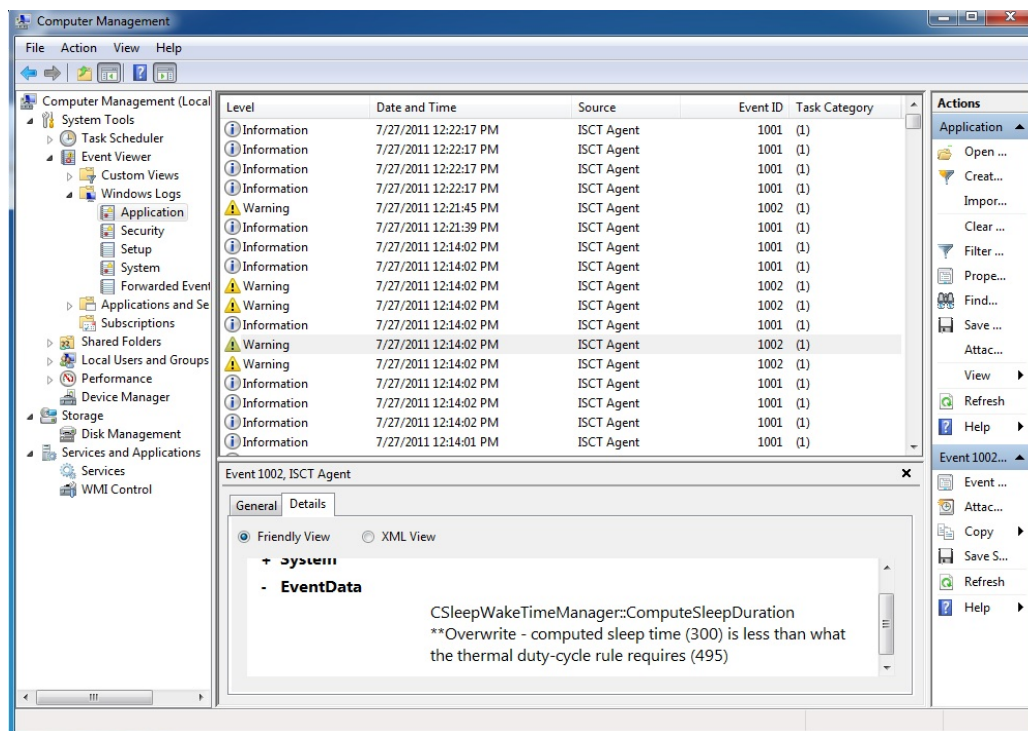 Computer Management
File Action View Help
Computer Management (Local
System Tools
Task Scheduler
Event Viewer
Custom Views
Windows Logs
Application
Security
Setup
System
Forwarded Event
Applications and Se
Subscriptions
Shared Folders
Local Users and Groups
Performance
Device Manager
Storage
Disk Management
Services and Applications
Services
WMI Control
Level Date and Time Source Event ID Task Category
Information 7/27/2011 12:22:17 PM ISCT Agent 1001 (1)
Information 7/27/2011 12:22:17 PM ISCT Agent 1001 (1)
Information 7/27/2011 12:22:17 PM ISCT Agent 1001 (1)
Information 7/27/2011 12:22:17 PM ISCT Agent 1001 (1)
Warning 7/27/2011 12:21:45 PM ISCT Agent 1002 (1)
Information 7/27/2011 12:21:39 PM ISCT Agent 1001 (1)
Information 7/27/2011 12:14:02 PM ISCT Agent 1001 (1)
Information 7/27/2011 12:14:02 PM ISCT Agent 1001 (1)
Warning 7/27/2011 12:14:02 PM ISCT Agent 1002 (1)
Warning 7/27/2011 12:14:02 PM ISCT Agent 1002 (1)
Information 7/27/2011 12:14:02 PM ISCT Agent 1001 (1)
Warning 7/27/2011 12:14:02 PM ISCT Agent 1002 (1)
Warning 7/27/2011 12:14:02 PM ISCT Agent 1002 (1)
Information 7/27/2011 12:14:02 PM ISCT Agent 1001 (1)
Information 7/27/2011 12:14:02 PM ISCT Agent 1001 (1)
Information 7/27/2011 12:14:02 PM ISCT Agent 1001 (1)
Information 7/27/2011 12:14:01 PM ISCT Agent 1001 (1)
Event 1002, ISCT Agent
General Details
Friendly View XML View
+ System
- EventData
CSleepWakeTimeManager::ComputeSleepDuration
**Overwrite - computed sleep time (300) is less than what
the thermal duty-cycle rule requires (495)
Actions
Application
Open ...
Creat...
Impor...
Clear ...
Filter ...
Prope...
Find...
Save ...
Attac...
View
Refresh
Help
Event 1002...
Event ...
Attac...
Copy
Save S...
Refresh
Help